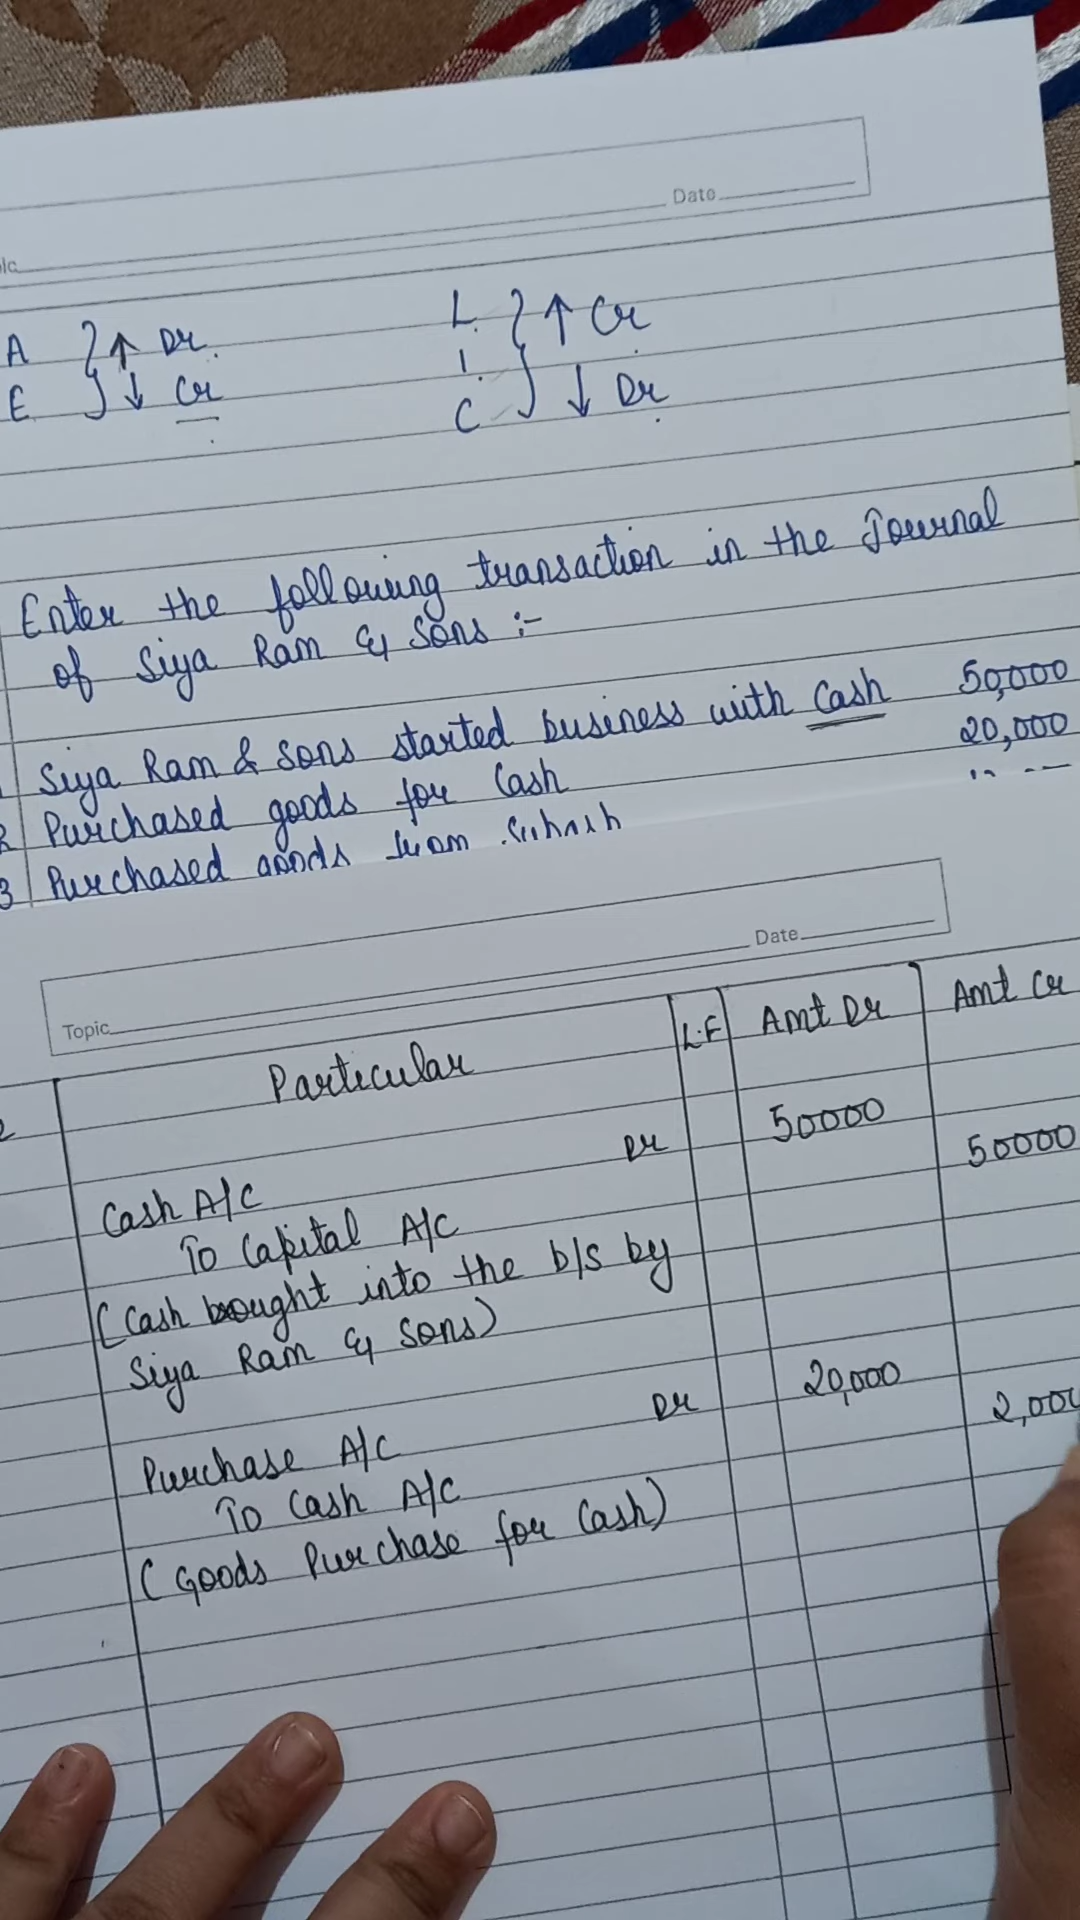 Date
A } ↑ Dr.
E } ↓ Cr
L. } ↑ Cr
I.
C } ↓ Dr
Enter the following transaction in the Journal
of Siya Ram & Sons :-
Siya Ram & Sons started business with Cash 50,000
2 Purchased goods for Cash 20,000
3 Purchased goods from Subhash
Date
Topic
Particular L.F Amt Dr Amt Cr
Cash A/C Dr 50000
To Capital A/C 50000
(Cash bought into the b/s by
Siya Ram & Sons)
Purchase A/C Dr 20,000
To Cash A/C 2,000
(Goods Purchase for Cash)